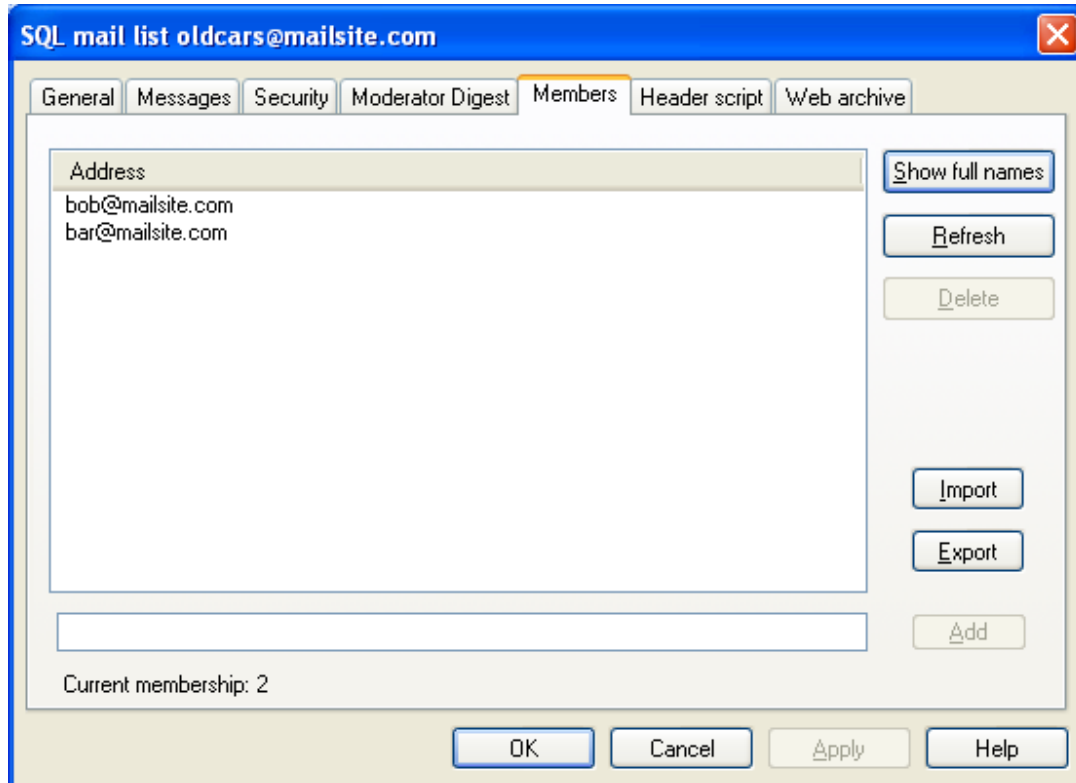 SQL mail list oldcars@mailsite.com
General Messages Security Moderator Digest Members Header script Web archive
Address
bob@mailsite.com
bar@mailsite.com
Show full names
Refresh
Delete
Import
Export
Add
Current membership: 2
OK Cancel Apply Help